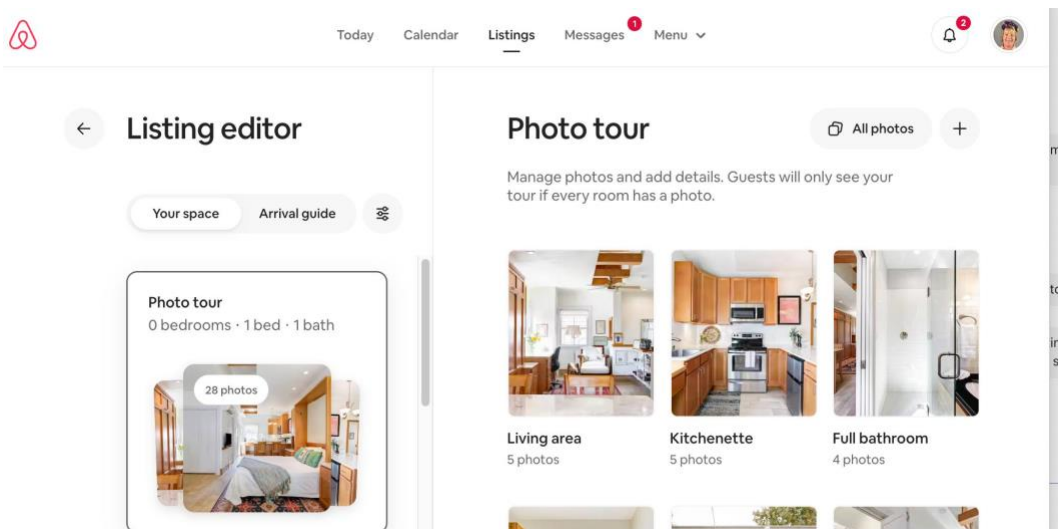 Today Calendar Listings Messages 1 Menu 2
Listing editor
Your space Arrival guide
Photo tour
0 bedrooms · 1 bed · 1 bath
28 photos
Photo tour
All photos
Manage photos and add details. Guests will only see your
tour if every room has a photo.
Living area
5 photos
Kitchenette
5 photos
Full bathroom
4 photos